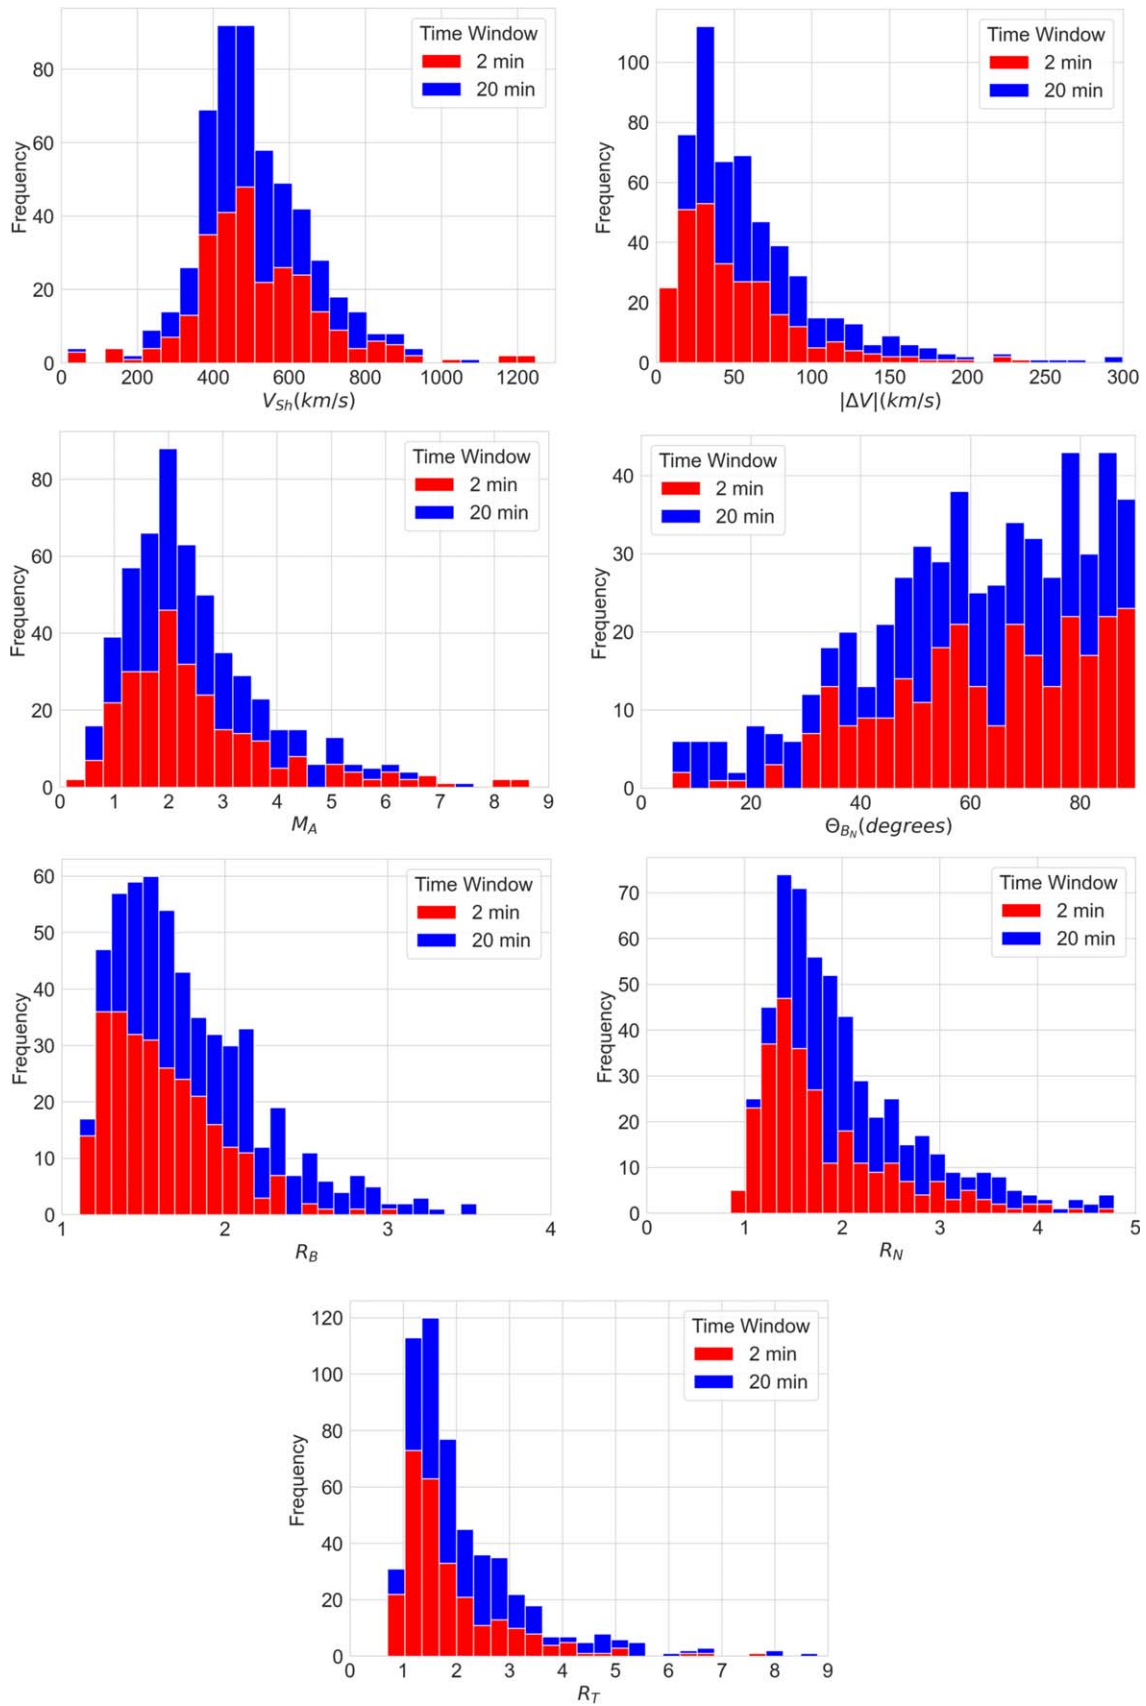 Time Window
2 min
20 min
Frequency
80
60
40
20
0
0 200 400 600 800 1000 1200
V_{Sh}(km/s)
Time Window
2 min
20 min
Frequency
100
80
60
40
20
0
0 50 100 150 200 250 300
|ΔV|(km/s)
Time Window
2 min
20 min
Frequency
80
60
40
20
0
0 1 2 3 4 5 6 7 8 9
M_A
Time Window
2 min
20 min
Frequency
40
30
20
10
0
0 20 40 60 80
Θ_{B_N}(degrees)
Time Window
2 min
20 min
Frequency
60
50
40
30
20
10
0
1 2 3 4
R_B
Time Window
2 min
20 min
Frequency
70
60
50
40
30
20
10
0
0 1 2 3 4 5
R_N
Time Window
2 min
20 min
Frequency
120
100
80
60
40
20
0
0 1 2 3 4 5 6 7 8 9
R_T